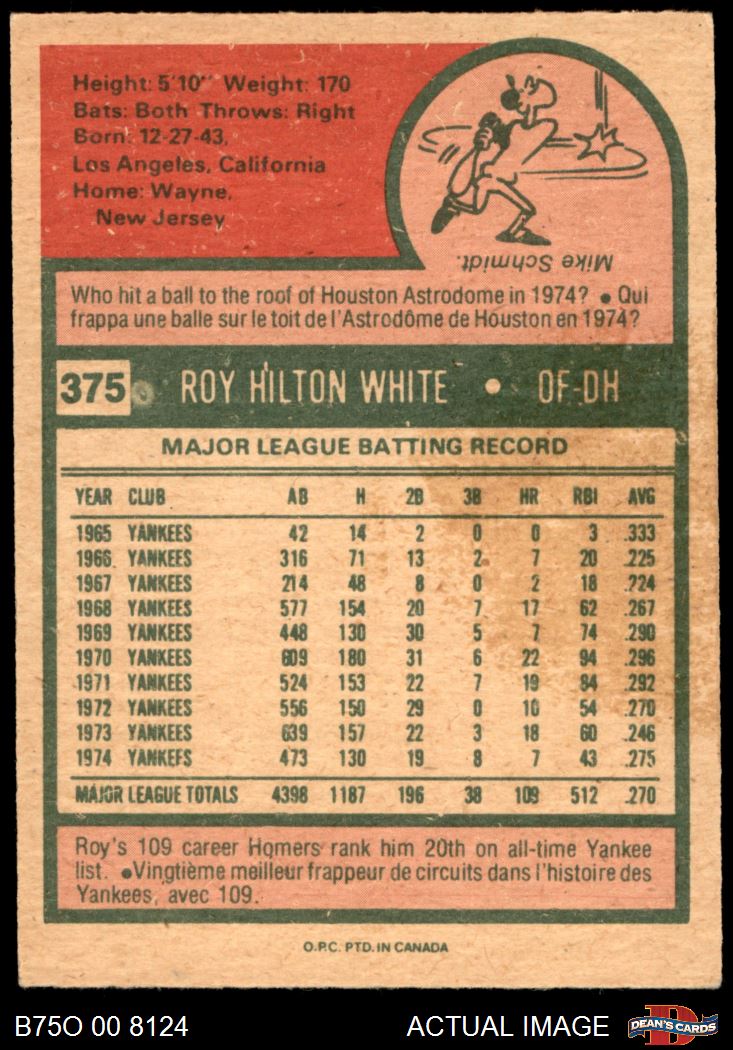 Height: 5'10" Weight: 170
Bats: Both Throws: Right
Born: 12-27-43,
Los Angeles, California
Home: Wayne,
New Jersey
Mike Schmidt.
Who hit a ball to the roof of Houston Astrodome in 1974? ● Qui
frappa une balle sur le toit de l'Astrodôme de Houston en 1974?
375 ROY HILTON WHITE • OF-DH
MAJOR LEAGUE BATTING RECORD
YEAR CLUB AB H 2B 3B HR RBI AVG
1965 YANKEES 42 14 2 0 0 3 .333
1966 YANKEES 316 71 13 2 7 20 .225
1967 YANKEES 214 48 8 0 2 18 .224
1968 YANKEES 577 154 20 7 17 62 .267
1969 YANKEES 448 130 30 5 7 74 .290
1970 YANKEES 609 180 31 6 22 94 .296
1971 YANKEES 524 153 22 7 19 84 .292
1972 YANKEES 556 150 29 0 10 54 .270
1973 YANKEES 639 157 22 3 18 60 .246
1974 YANKEES 473 130 19 8 7 43 .275
MAJOR LEAGUE TOTALS 4398 1187 196 38 109 512 .270
Roy's 109 career Homers rank him 20th on all-time Yankee
list. ●Vingtième meilleur frappeur de circuits dans l'histoire des
Yankees, avec 109.
O.P.C. PTD. IN CANADA
B75O 00 8124 ACTUAL IMAGE D DEAN'S CARDS